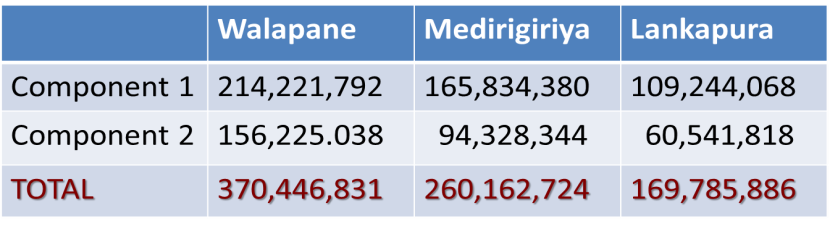 Walapane Medirigiriya Lankapura
Component 1 214,221,792 165,834,380 109,244,068
Component 2 156,225.038 94,328,344 60,541,818
TOTAL 370,446,831 260,162,724 169,785,886